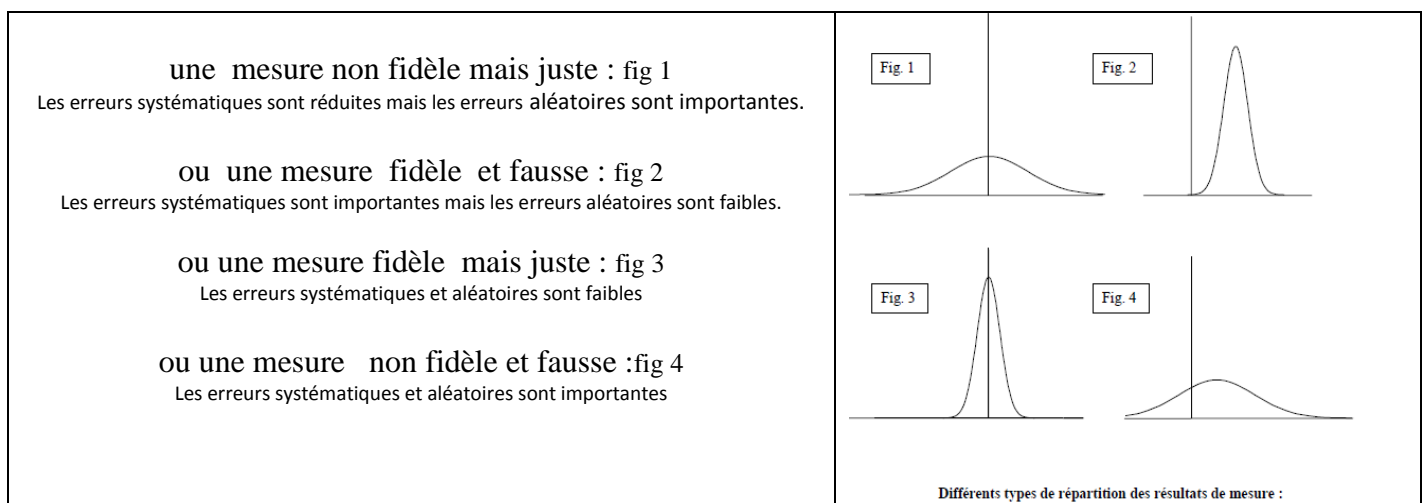 une mesure non fidèle mais juste : fig 1
Les erreurs systématiques sont réduites mais les erreurs aléatoires sont importantes.
ou une mesure fidèle et fausse : fig 2
Les erreurs systématiques sont importantes mais les erreurs aléatoires sont faibles.
ou une mesure fidèle mais juste : fig 3
Les erreurs systématiques et aléatoires sont faibles
ou une mesure non fidèle et fausse :fig 4
Les erreurs systématiques et aléatoires sont importantes
Fig. 1
Fig. 2
Fig. 3
Fig. 4
Différents types de répartition des résultats de mesure :